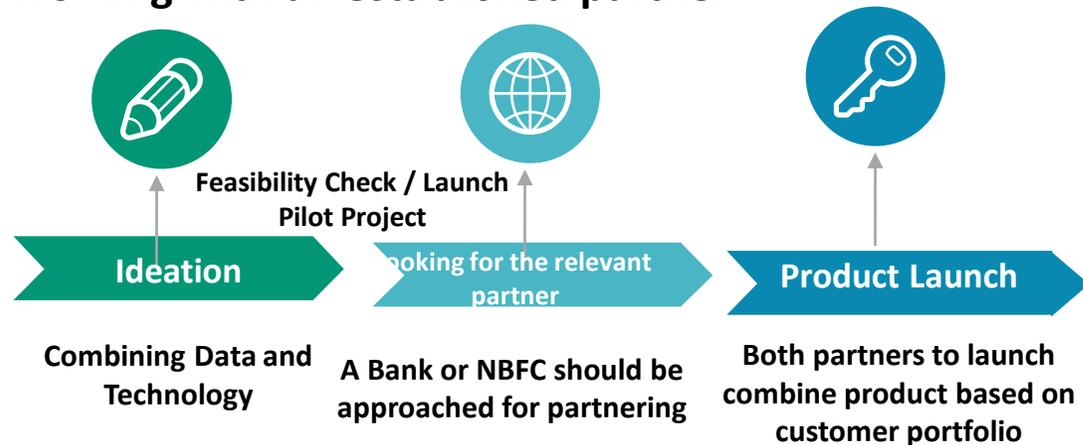 Feasibility Check / Launch
Pilot Project
Ideation
ooking for the relevant
partner
Product Launch
Combining Data and
Technology
A Bank or NBFC should be
approached for partnering
Both partners to launch
combine product based on
customer portfolio